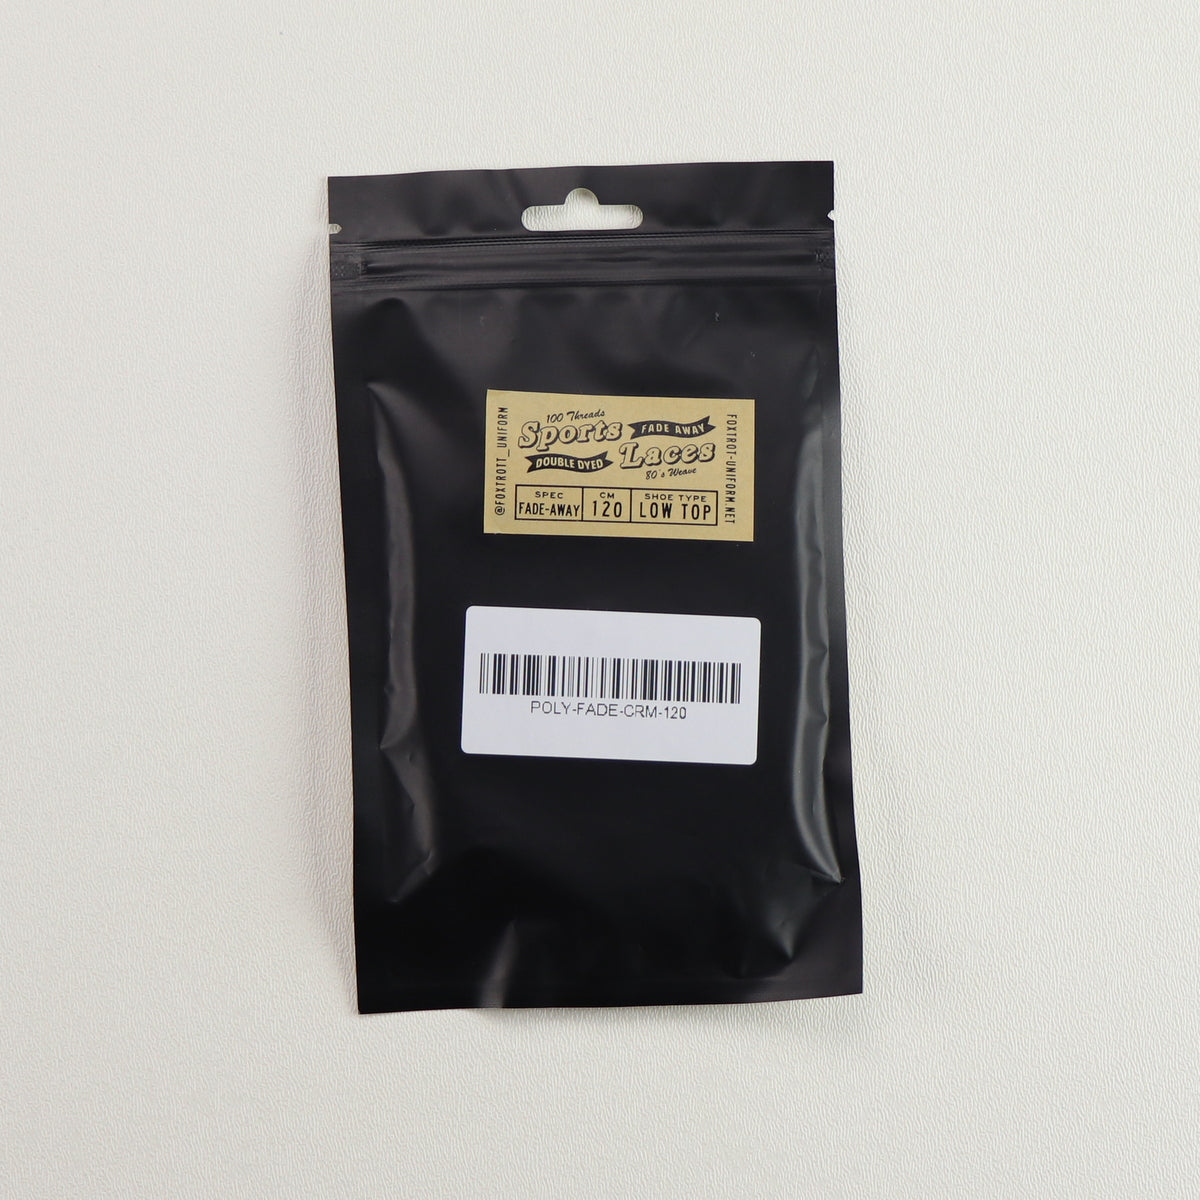 @FOXTROTT_UNIFORM
100 Threads
Sports FADE AWAY
DOUBLE DYED Laces
80's Weave
SPEC CM SHOE TYPE
FADE-AWAY 120 LOW TOP
FOXTROT-UNIFORM.NET
POLY-FADE-CRM-120